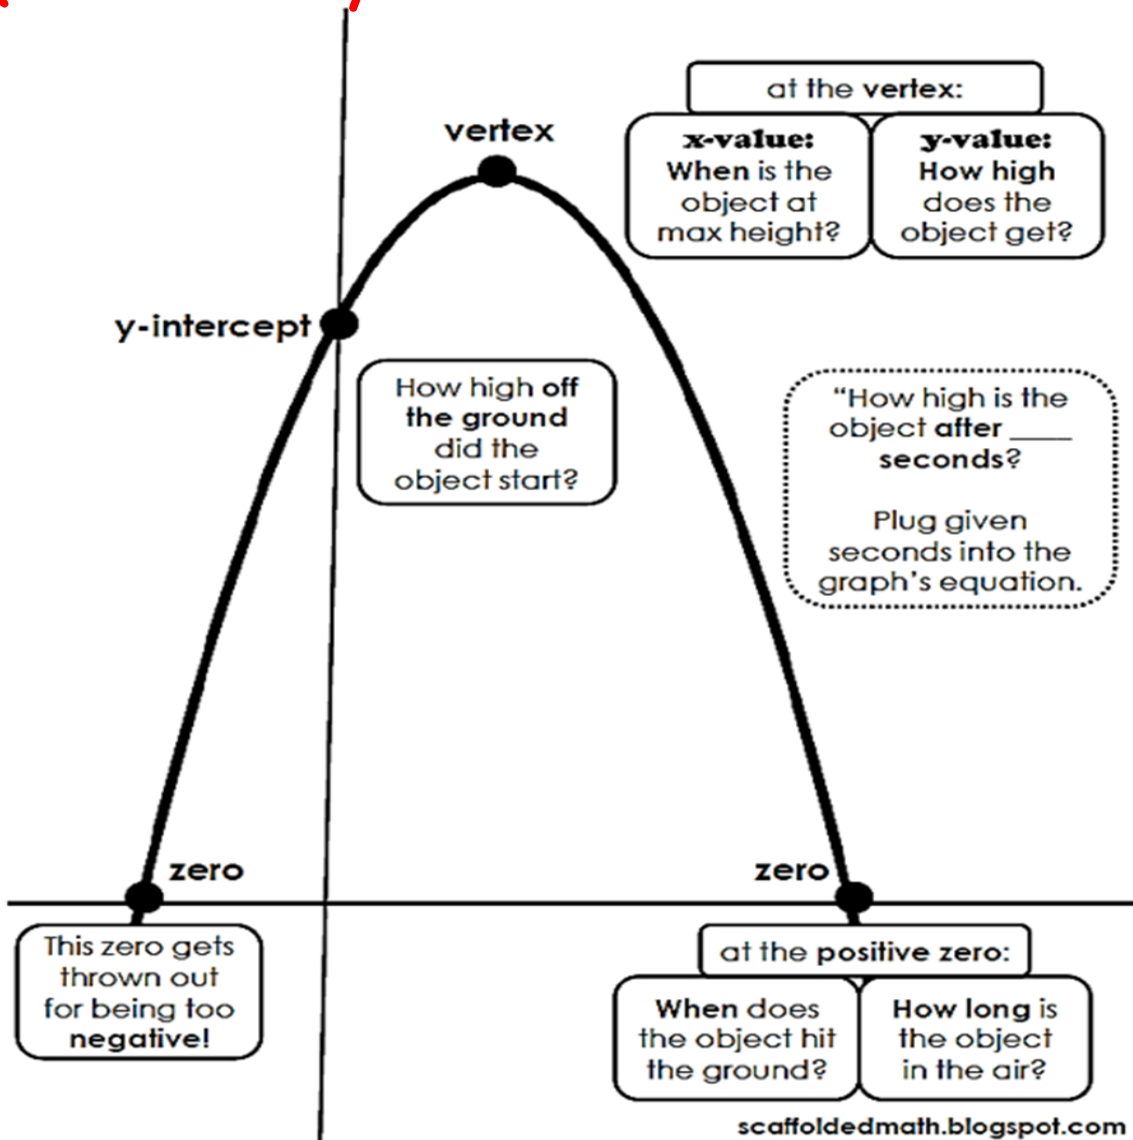 at the vertex:
vertex
x-value:
When is the
object at
max height?
y-value:
How high
does the
object get?
y-intercept
How high off
the ground
did the
object start?
“How high is the
object after ____
seconds?
Plug given
seconds into the
graph’s equation.
zero
zero
This zero gets
thrown out
for being too
negative!
at the positive zero:
When does
the object hit
the ground?
How long is
the object
in the air?
scaffoldedmath.blogspot.com